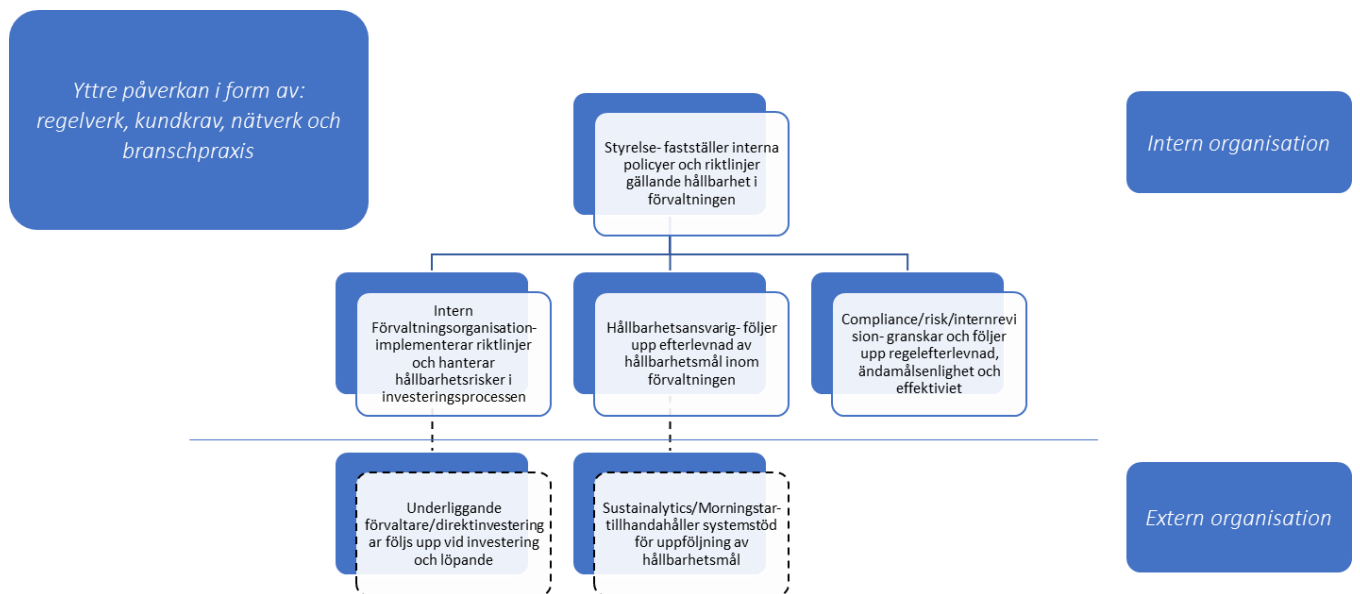 Yttre påverkan i form av:
regelverk, kundkrav, nätverk och
branschpraxis
Intern organisation
Styrelse- fastställer interna
policyer och riktlinjer
gällande hållbarhet i
förvaltningen
Intern
Förvaltningsorganisation-
implementerar riktlinjer
och hanterar
hållbarhetsrisker i
investeringsprocessen
Hållbarhetsansvarig- följer
upp efterlevnad av
hållbarhetsmål inom
förvaltningen
Compliance/risk/internrevi
sion- granskar och följer
upp regelefterlevnad,
ändamålsenlighet och
effektiviet
Underliggande
förvaltare/direktinvestering
ar följs upp vid investering
och löpande
Sustainalytics/Morningstar-
tillhandahåller systemstöd
för uppföljning av
hållbarhetsmål
Extern organisation